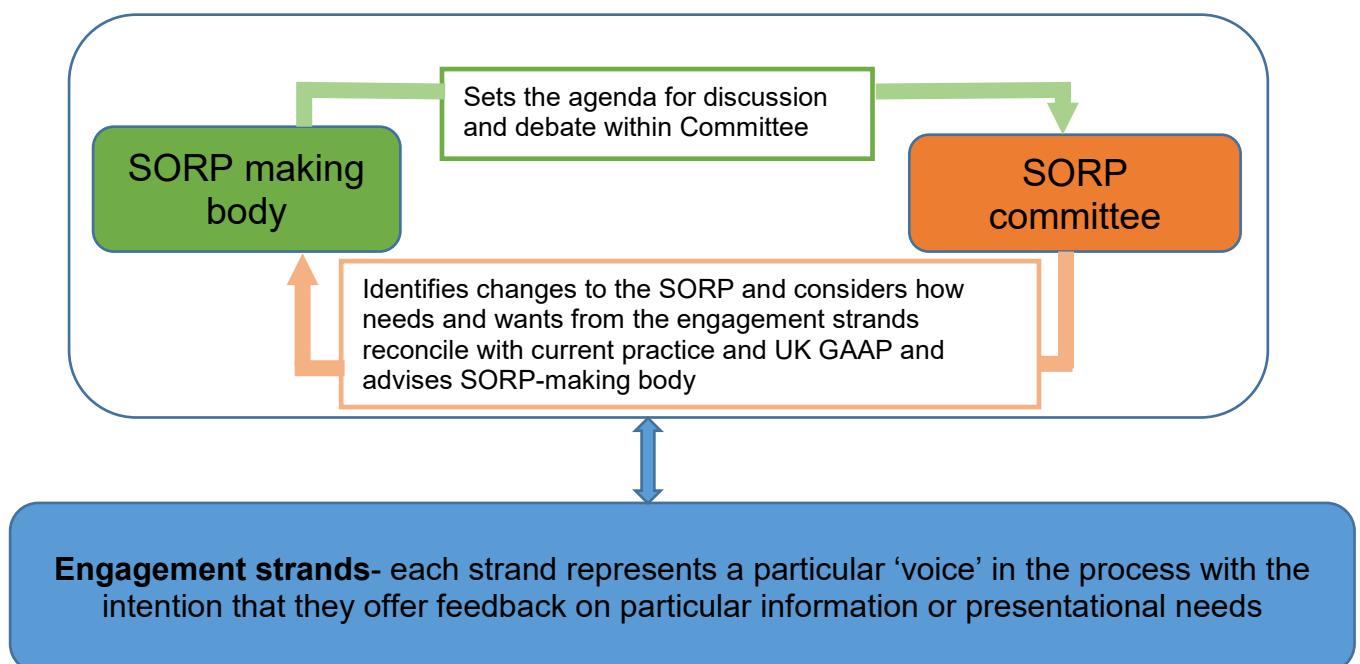 Sets the agenda for discussion
and debate within Committee
SORP making
body
SORP
committee
Identifies changes to the SORP and considers how
needs and wants from the engagement strands
reconcile with current practice and UK GAAP and
advises SORP-making body
Engagement strands- each strand represents a particular ‘voice’ in the process with the
intention that they offer feedback on particular information or presentational needs